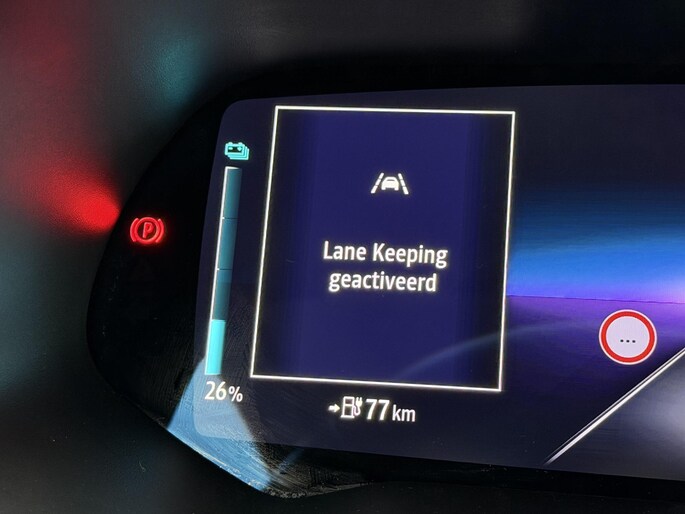 P
Lane Keeping
geactiveerd
...
26%
77 km